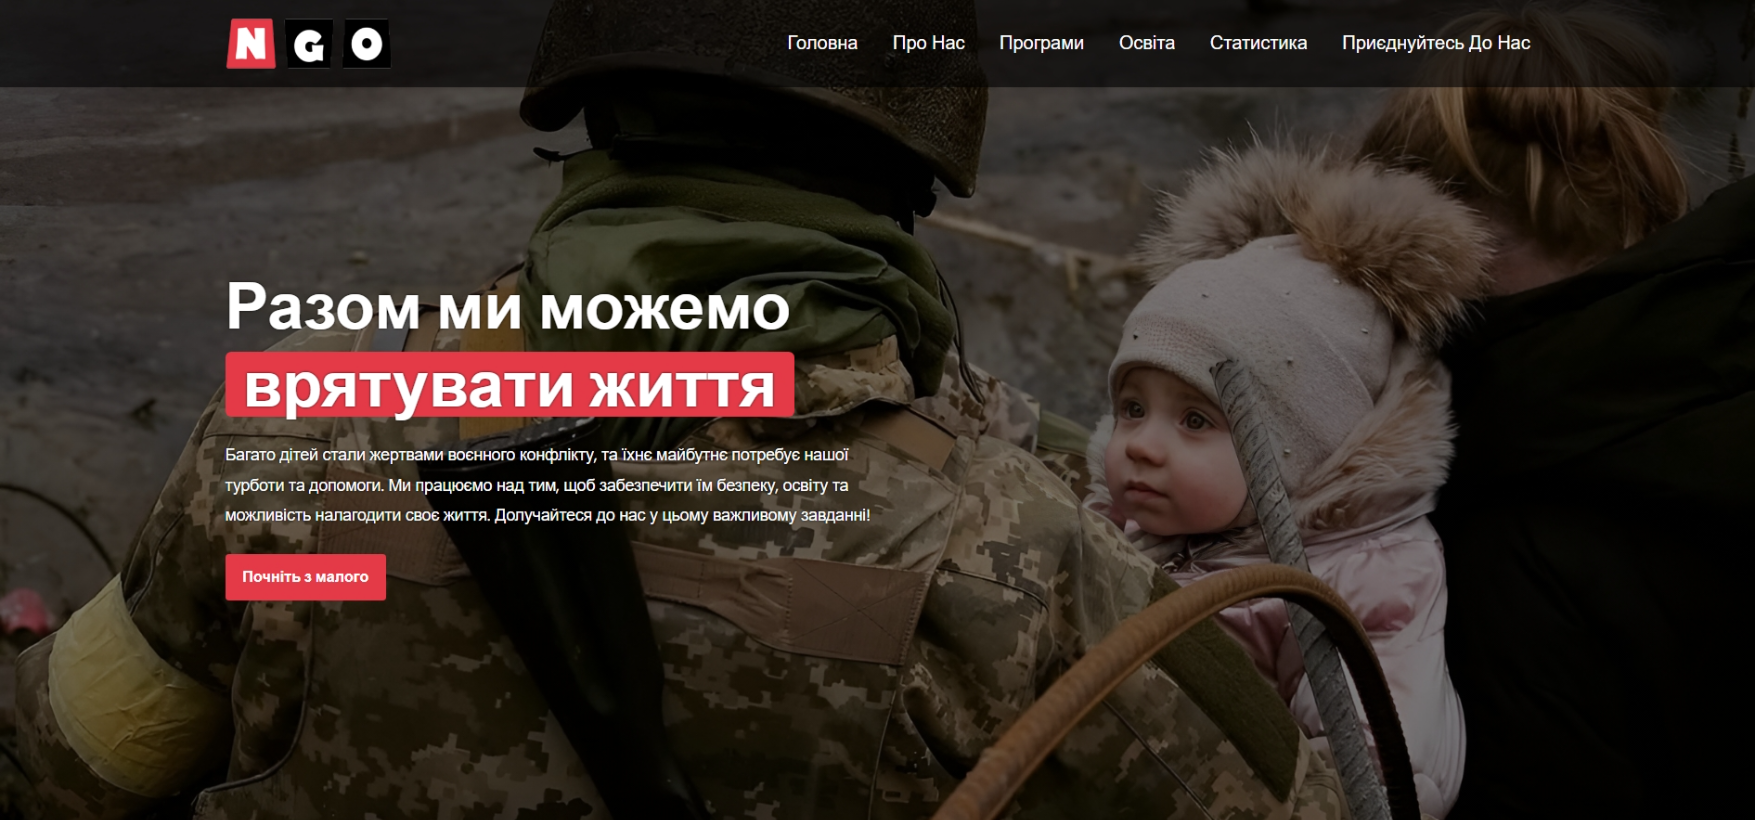 NGO
Головна
Про Нас
Програми
Освіта
Статистика
Приєднуйтесь До Нас
Разом ми можемо
врятувати життя
Багато дітей стали жертвами воєнного конфлікту, та їхнє майбутнє потребує нашої
турботи та допомоги. Ми працюємо над тим, щоб забезпечити їм безпеку, освіту та
можливість налагодити своє життя. Долучайтеся до нас у цьому важливому завданні!
Почніть з малого